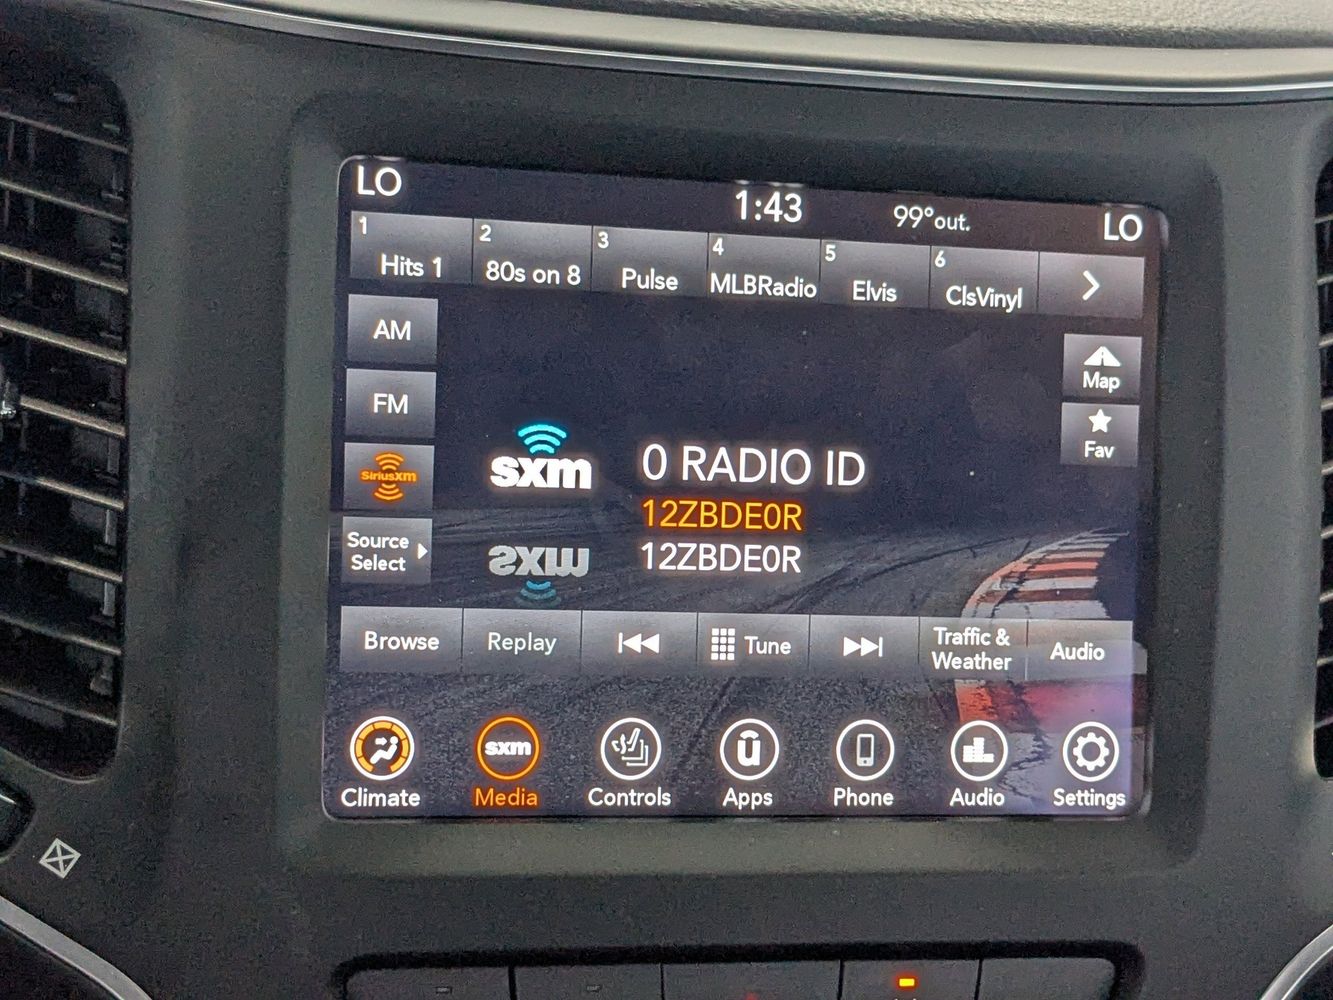 LO 1:43 99° out. LO
1 Hits 1 2 80s on 8 3 Pulse 4 MLBRadio 5 Elvis 6 ClsVinyl
AM
FM
SiriusXM
Source
Select
Map
Fav
sxm
0 RADIO ID
12ZBDE0R
12ZBDE0R
sxm
Browse Replay Tune Traffic &
Weather Audio
sxm
Climate Media Controls Apps Phone Audio Settings